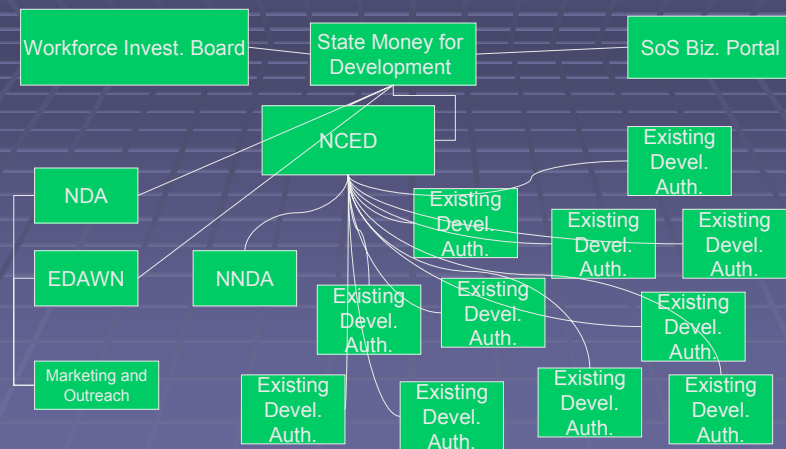 Workforce Invest. Board
State Money for
Development
SoS Biz. Portal
NCED
Existing
Devel.
Auth.
NDA
Existing
Devel.
Auth.
Existing
Devel.
Auth.
Existing
Devel.
Auth.
EDAWN
NNDA
Existing
Devel.
Auth.
Existing
Devel.
Auth.
Existing
Devel.
Auth.
Marketing and
Outreach
Existing
Devel.
Auth.
Existing
Devel.
Auth.
Existing
Devel.
Auth.
Existing
Devel.
Auth.